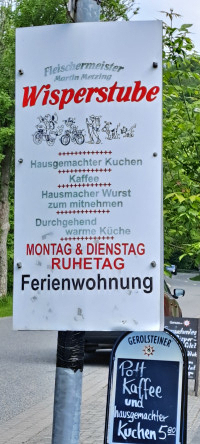 Fleischermeister
Martin Metzing
Wisperstube
Hausgemachter Kuchen
Kaffee
Hausmacher Wurst
zum mitnehmen
Durchgehend
warme Küche
MONTAG & DIENSTAG
RUHETAG
Ferienwohnung
GEROLSTEINER
Pott
Kaffee
und
hausgemachter
Kuchen 5.80